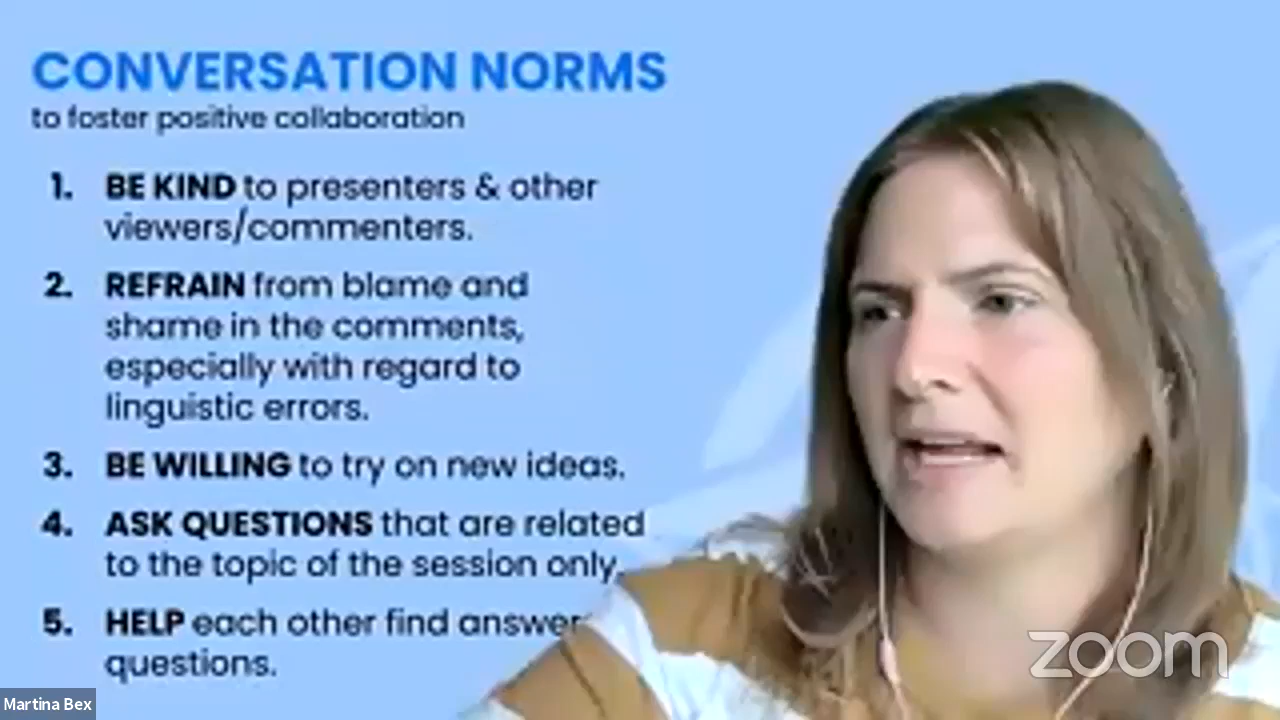 CONVERSATION NORMS
to foster positive collaboration
1. BE KIND to presenters & other
viewers/commenters.
2. REFRAIN from blame and
shame in the comments,
especially with regard to
linguistic errors.
3. BE WILLING to try on new ideas.
4. ASK QUESTIONS that are related
to the topic of the session only.
5. HELP each other find
questions.
zoom
Martina Bex